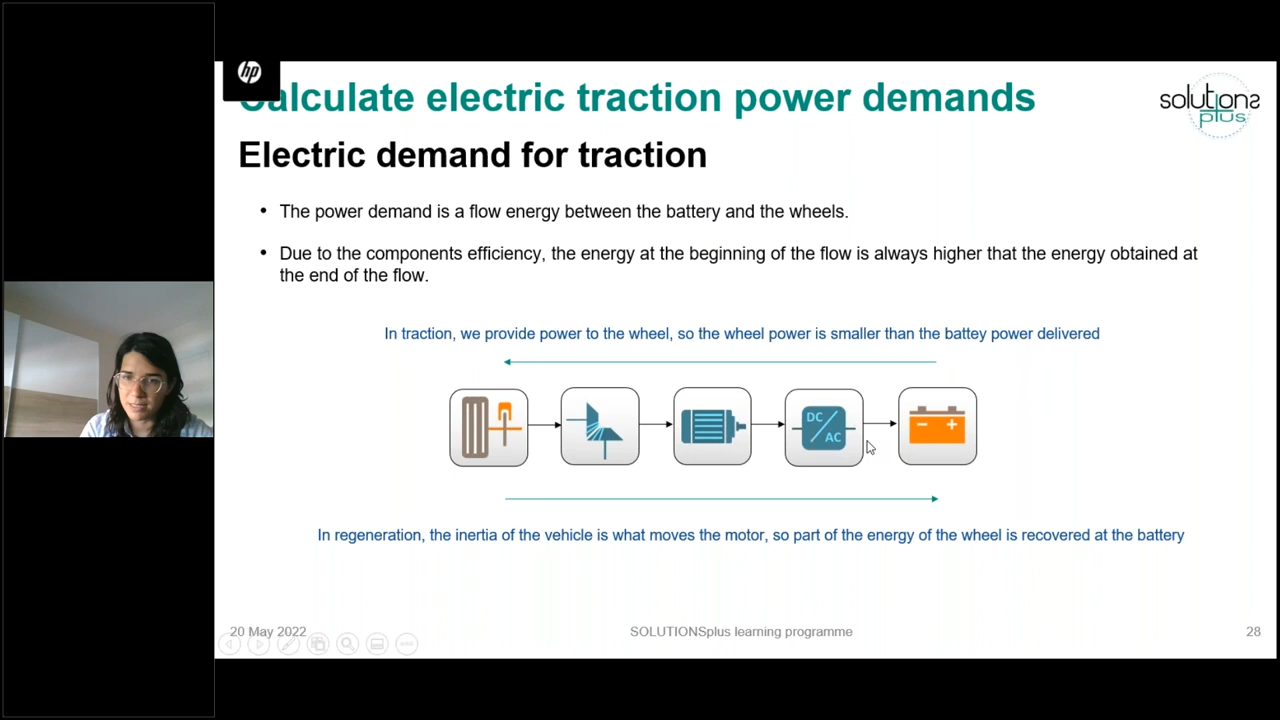 hp
Calculate electric traction power demands
solutions
plus
Electric demand for traction
• The power demand is a flow energy between the battery and the wheels.
• Due to the components efficiency, the energy at the beginning of the flow is always higher that the energy obtained at
the end of the flow.
In traction, we provide power to the wheel, so the wheel power is smaller than the battey power delivered
DC
AC
In regeneration, the inertia of the vehicle is what moves the motor, so part of the energy of the wheel is recovered at the battery
20 May 2022
SOLUTIONSplus learning programme
28